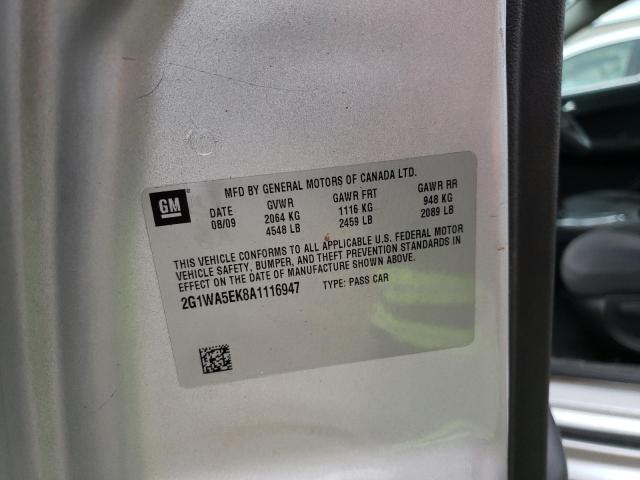 MFD BY GENERAL MOTORS OF CANADA LTD.
GM
DATE GVWR GAWR FRT GAWR RR
08/09 2064 KG 1116 KG 948 KG
4548 LB 2459 LB 2089 LB
THIS VEHICLE CONFORMS TO ALL APPLICABLE U.S. FEDERAL MOTOR
VEHICLE SAFETY, BUMPER, AND THEFT PREVENTION STANDARDS IN
EFFECT ON THE DATE OF MANUFACTURE SHOWN ABOVE.
2G1WA5EK8A1116947 TYPE: PASS CAR